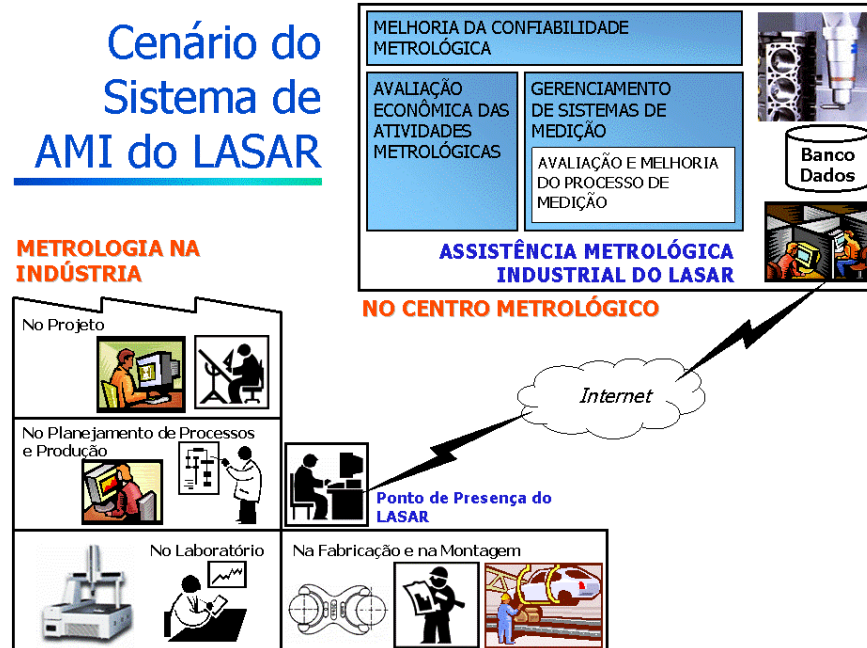 Cenário do
Sistema de
AMI do LASAR
MELHORIA DA CONFIABILIDADE
METROLÓGICA
AVALIAÇÃO
ECONÔMICA DAS
ATIVIDADES
METROLÓGICAS
GERENCIAMENTO
DE SISTEMAS DE
MEDIÇÃO
AVALIAÇÃO E MELHORIA
DO PROCESSO DE
MEDIÇÃO
Banco
Dados
ASSISTÊNCIA METROLÓGICA
INDUSTRIAL DO LASAR
NO CENTRO METROLÓGICO
METROLOGIA NA
INDÚSTRIA
No Projeto
Internet
No Planejamento de Processos
e Produção
Ponto de Presença do
LASAR
No Laboratório
Na Fabricação e na Montagem